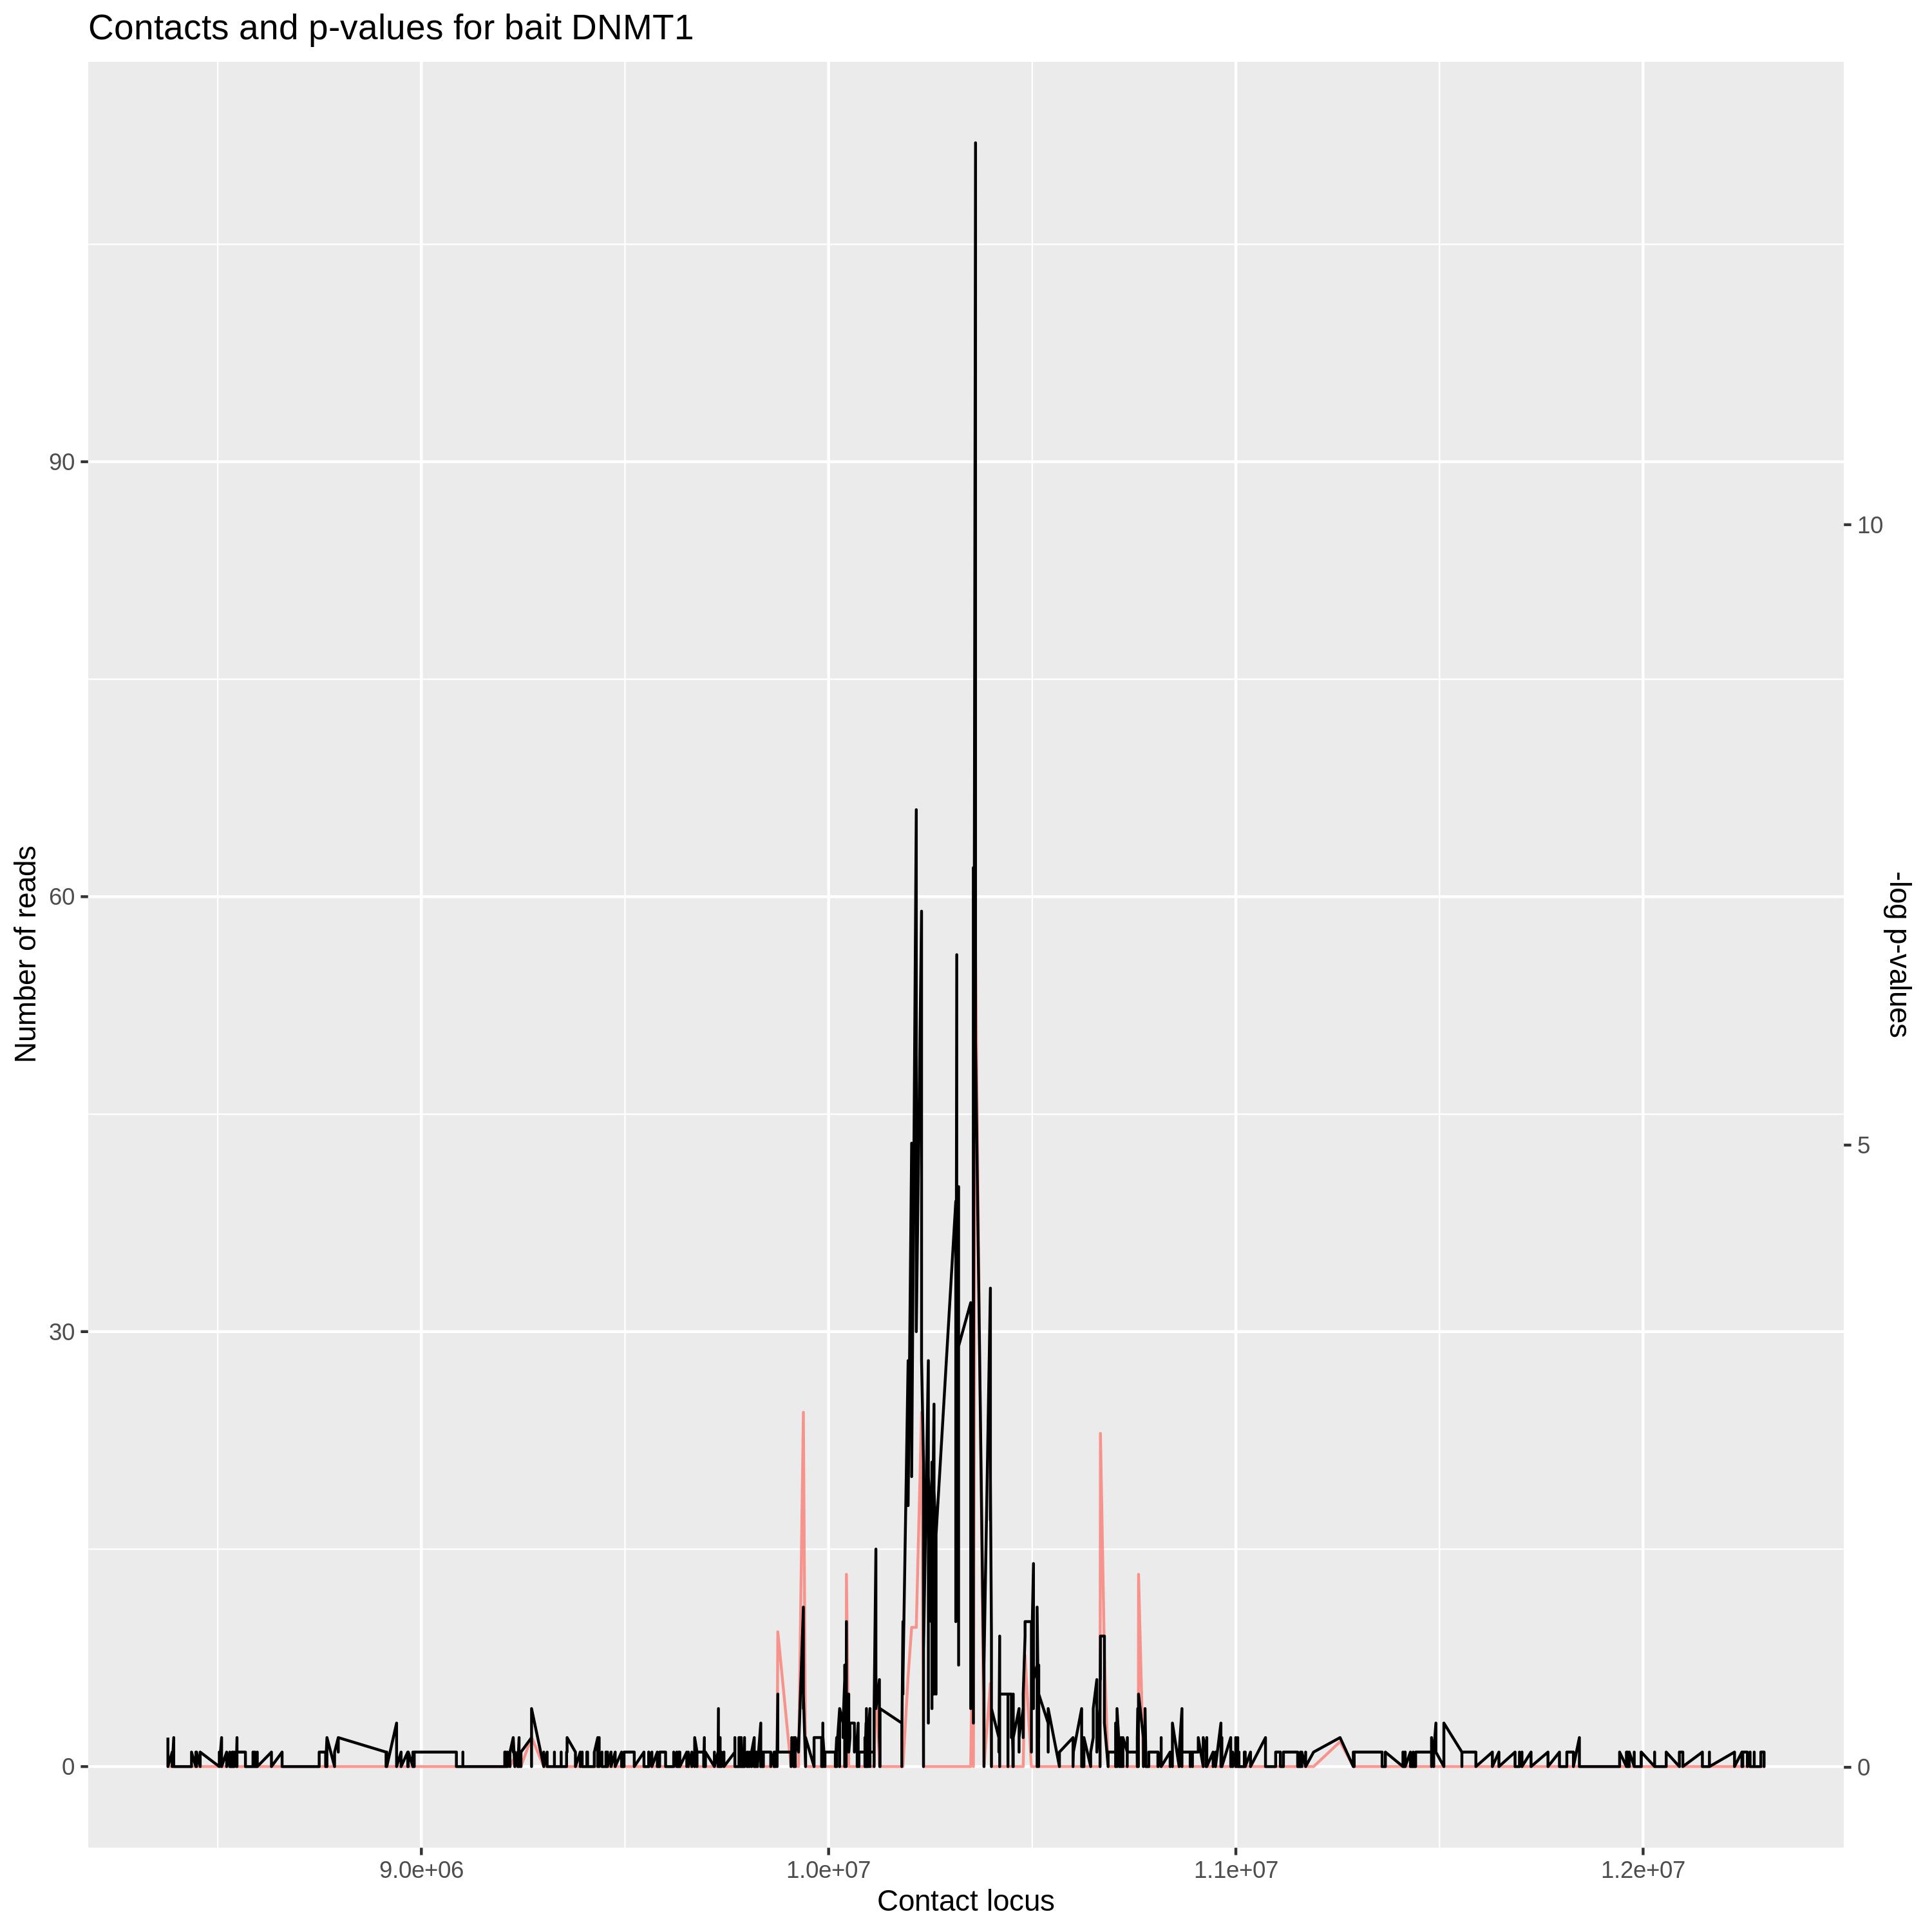 Contacts and p-values for bait DNMT1
Number of reads
90
60
30
0
10
5
0
-log p-values
9.0e+06 1.0e+07 1.1e+07 1.2e+07
Contact locus